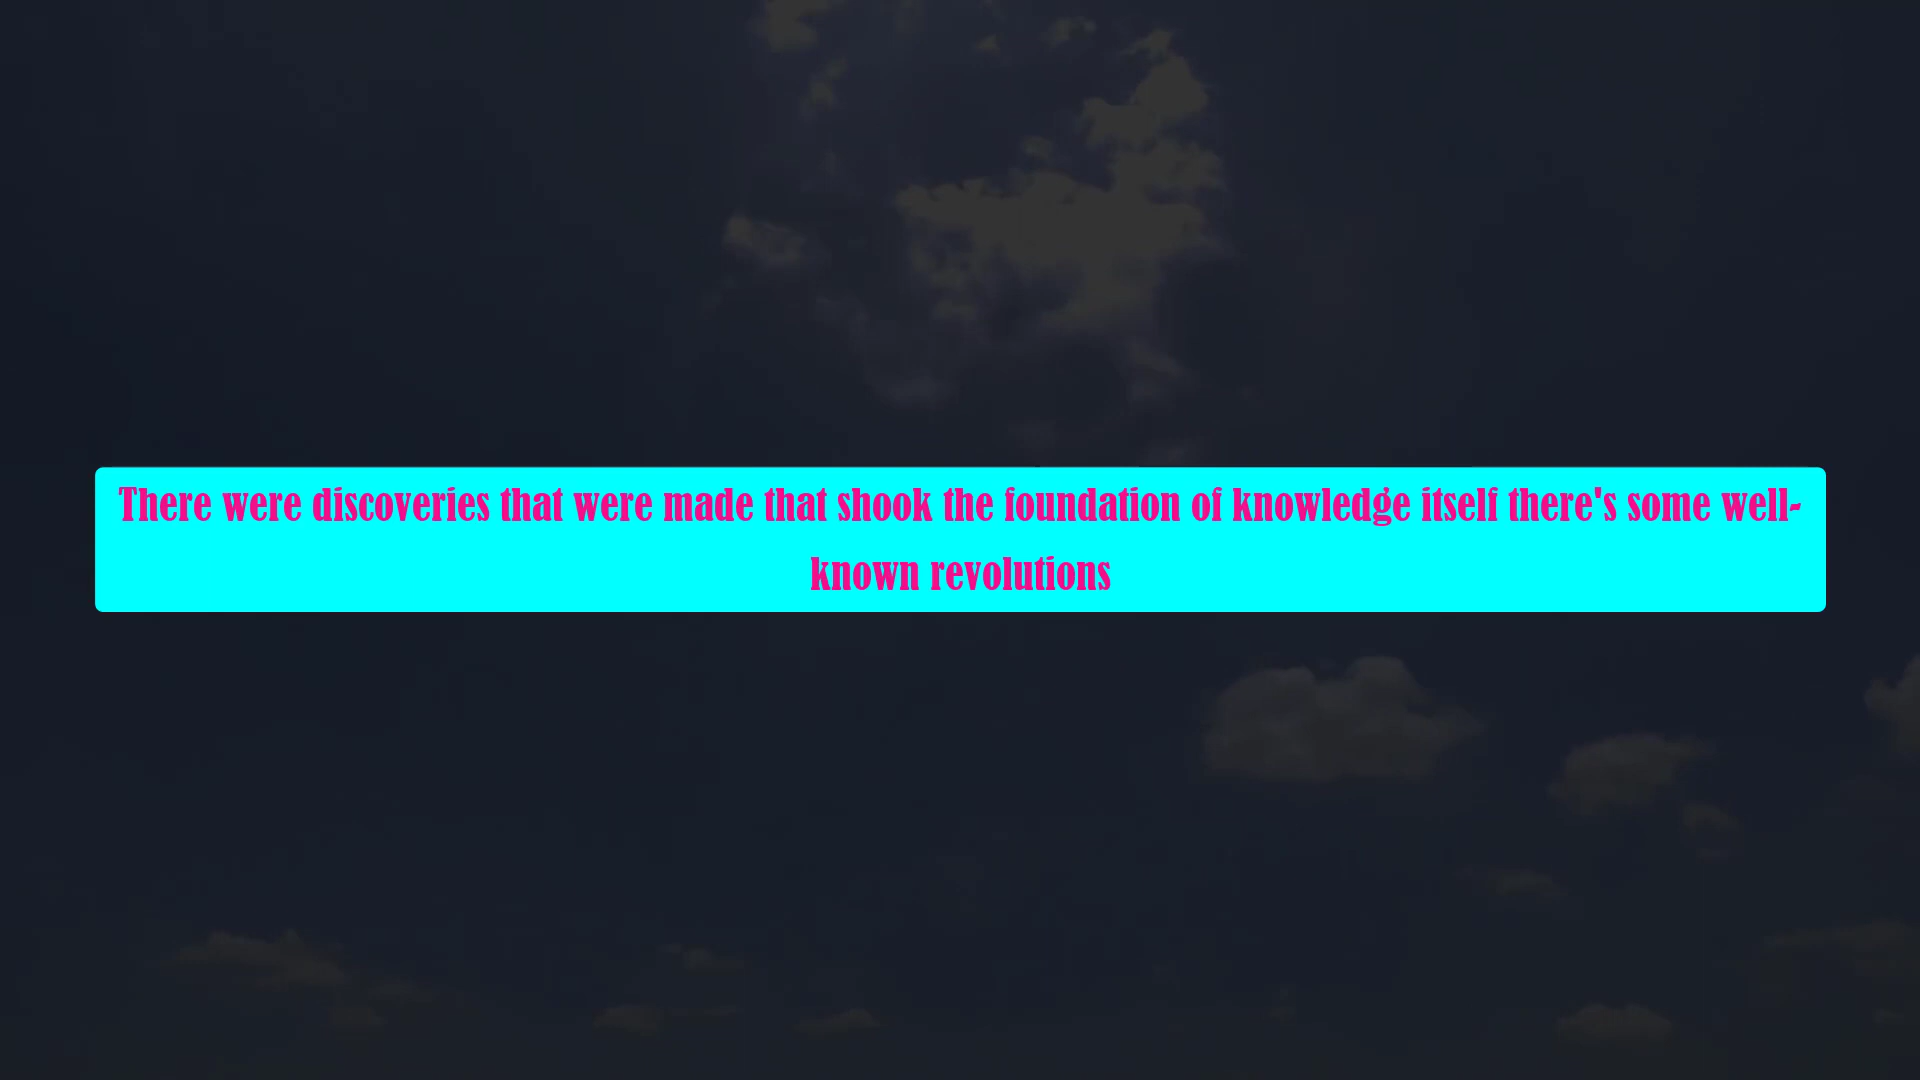 There were discoveries that were made that shook the foundation of knowledge itself there's some well-
known revolutions